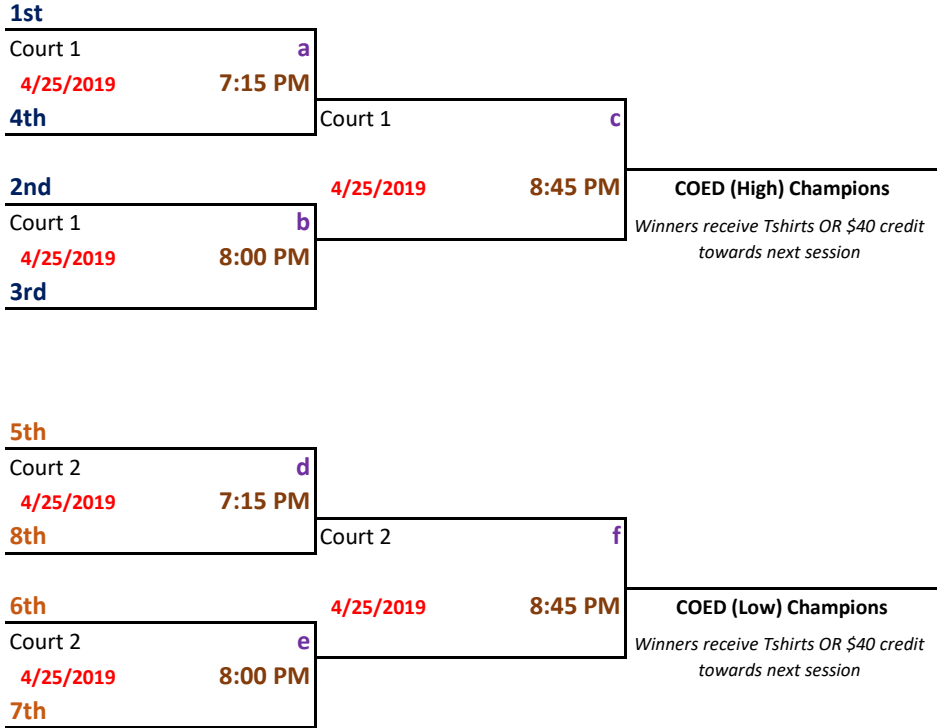 1st
Court 1 a
4/25/2019 7:15 PM
4th
Court 1 c
2nd
4/25/2019 8:45 PM
COED (High) Champions
Court 1 b
Winners receive Tshirts OR $40 credit
towards next session
4/25/2019 8:00 PM
3rd
5th
Court 2 d
4/25/2019 7:15 PM
8th
Court 2 f
6th
4/25/2019 8:45 PM
COED (Low) Champions
Court 2 e
Winners receive Tshirts OR $40 credit
towards next session
4/25/2019 8:00 PM
7th